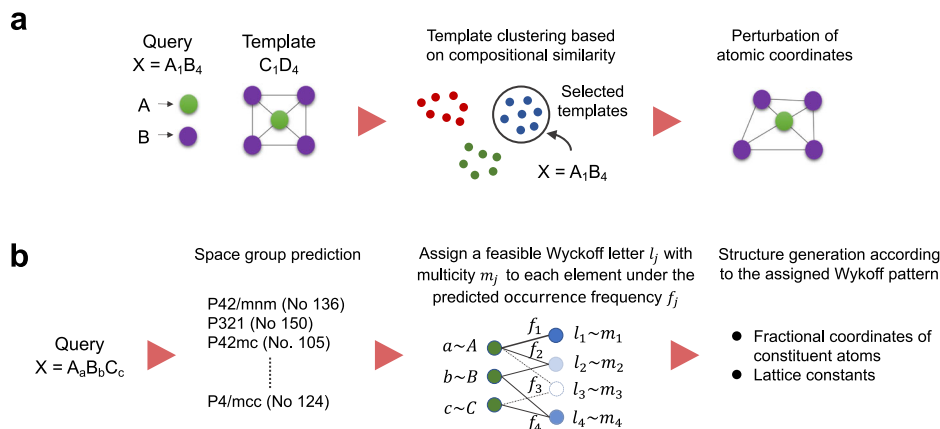 a
Query
X = A₁B₄
A
B
Template
C₁D₄
Template clustering based
on compositional similarity
Selected
templates
X = A₁B₄
Perturbation of
atomic coordinates
b
Query
X = AₐB_bC_c
Space group prediction
P42/mnm (No 136)
P321 (No 150)
P42mc (No. 105)
P4/mcc (No 124)
Assign a feasible Wyckoff letter l_j with
multicity m_j to each element under the
predicted occurrence frequency f_j
a~A
b~B
c~C
f₁
f₂
f₃
f₄
l₁~m₁
l₂~m₂
l₃~m₃
l₄~m₄
Structure generation according
to the assigned Wykoff pattern
● Fractional coordinates of
constituent atoms
● Lattice constants